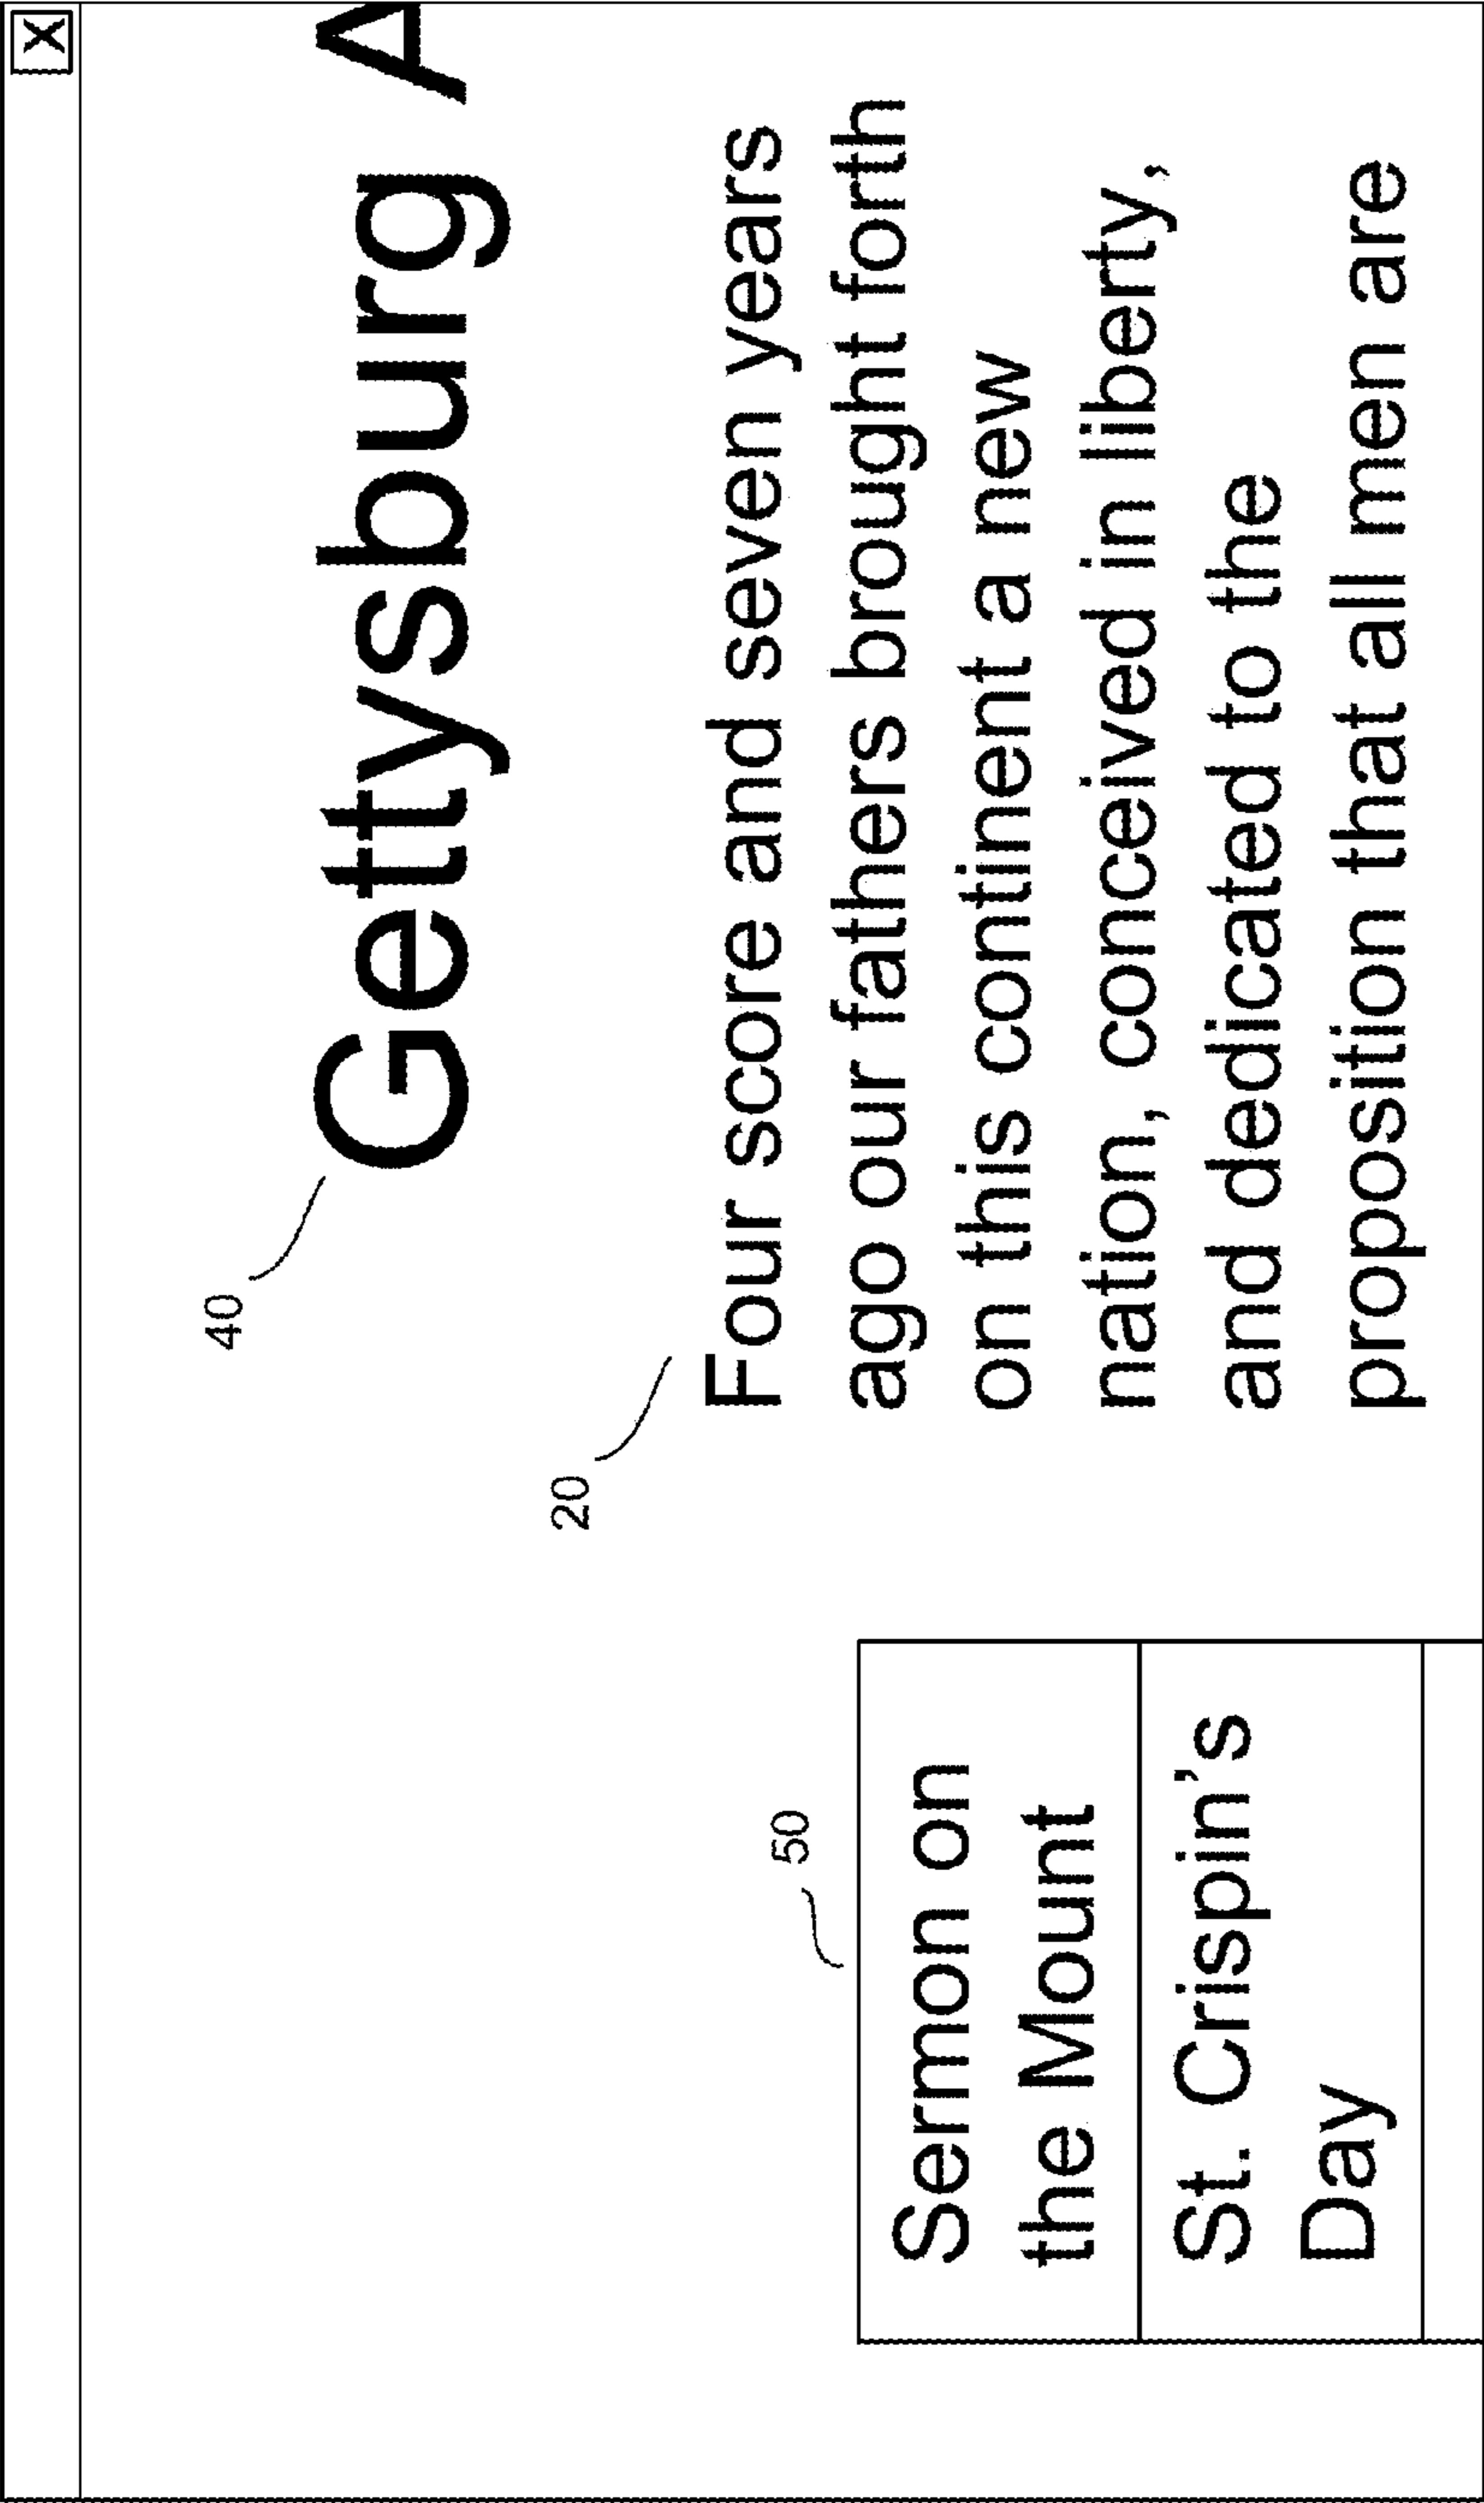 X
40
Gettysburg A
20
Four score and seven years
ago our fathers brought forth
on this continent a new
nation, conceived in liberty,
and dedicated to the
proposition that all men are
50
Sermon on
the Mount
St. Crispin's
Day